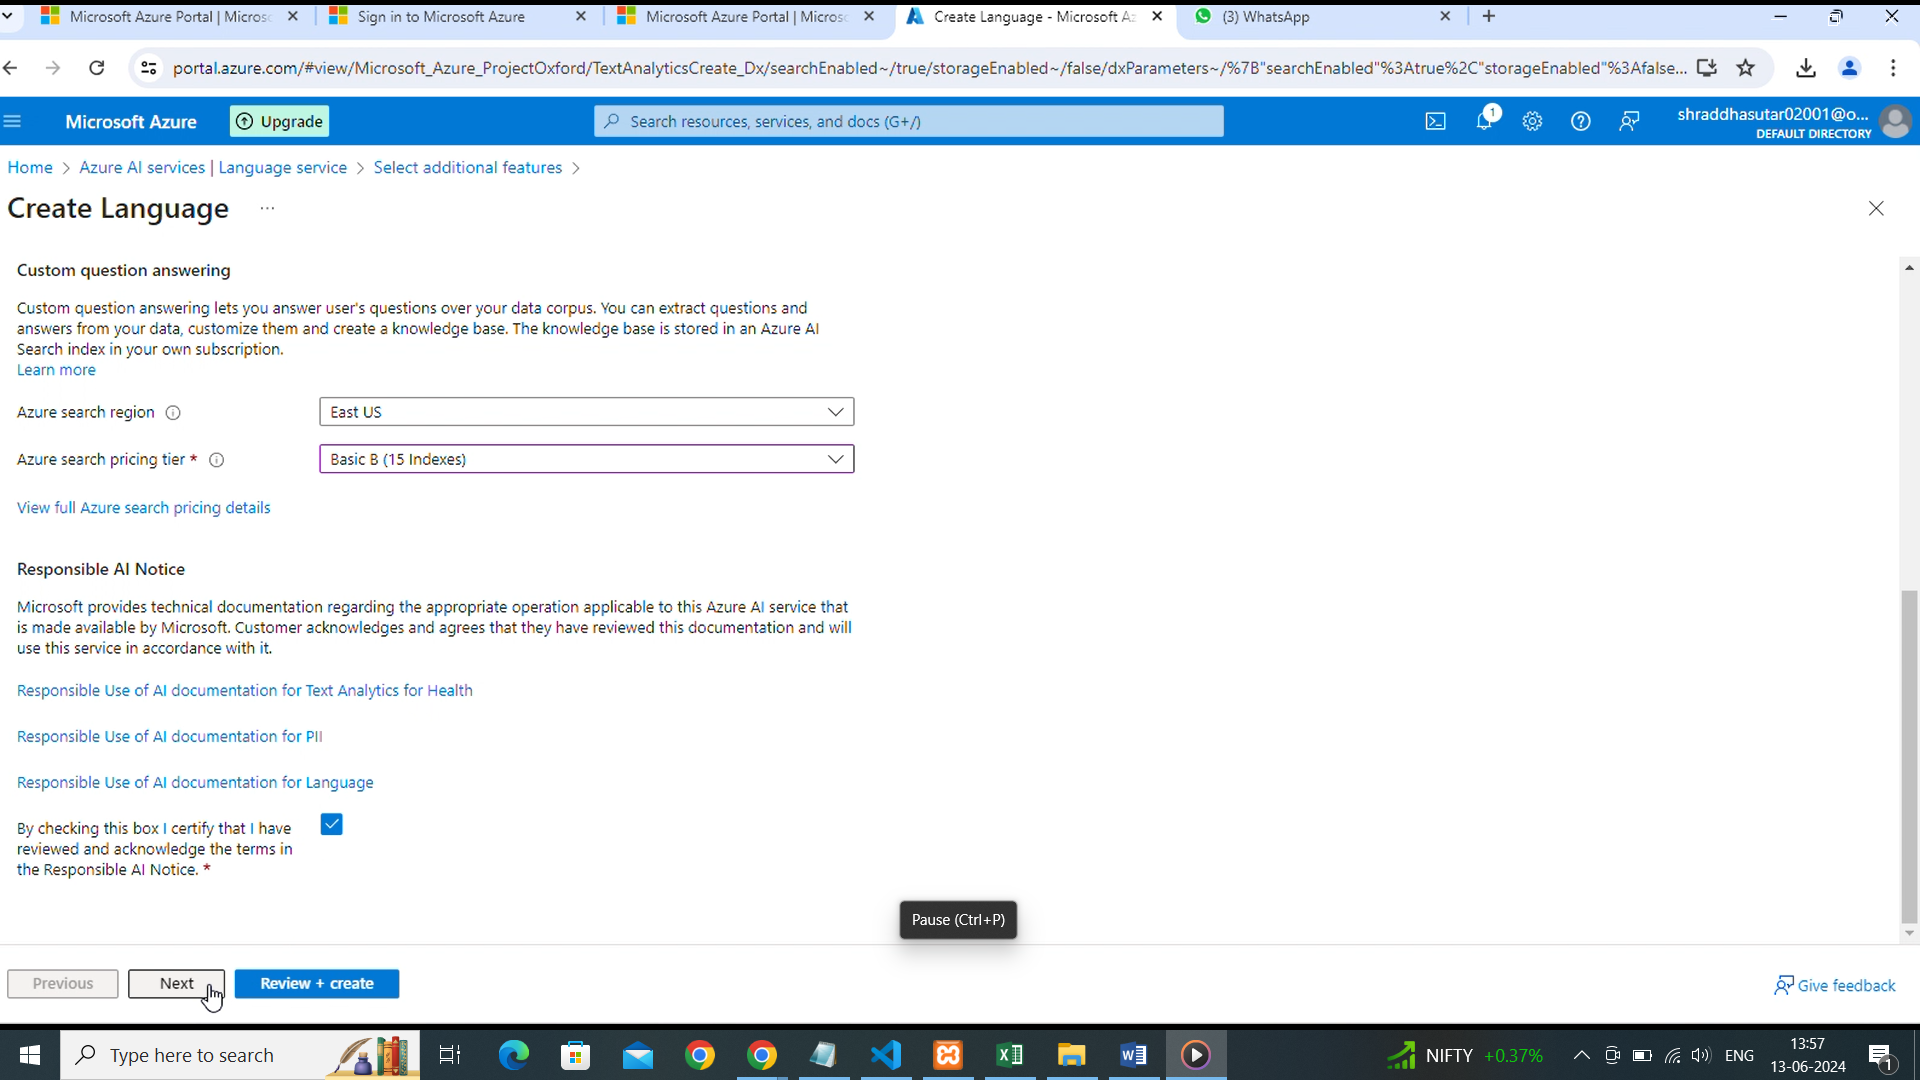 Microsoft Azure Portal | Micros
Sign in to Microsoft Azure
Microsoft Azure Portal | Micros
Create Language - Microsoft Az
(3) WhatsApp
portal.azure.com/#view/Microsoft_Azure_ProjectOxford/TextAnalyticsCreate_Dx/searchEnabled~/true/storageEnabled~/false/dxParameters~/%7B"searchEnabled"%3Atrue%2C"storageEnabled"%3Afalse...
Microsoft Azure
Upgrade
Search resources, services, and docs (G+/)
1
shraddhasutar02001@o...
DEFAULT DIRECTORY
Home > Azure AI services | Language service > Select additional features >
Create Language ...
Custom question answering
Custom question answering lets you answer user's questions over your data corpus. You can extract questions and
answers from your data, customize them and create a knowledge base. The knowledge base is stored in an Azure AI
Search index in your own subscription.
Learn more
Azure search region
East US
Azure search pricing tier *
Basic B (15 Indexes)
View full Azure search pricing details
Responsible AI Notice
Microsoft provides technical documentation regarding the appropriate operation applicable to this Azure AI service that
is made available by Microsoft. Customer acknowledges and agrees that they have reviewed this documentation and will
use this service in accordance with it.
Responsible Use of AI documentation for Text Analytics for Health
Responsible Use of AI documentation for PII
Responsible Use of AI documentation for Language
By checking this box I certify that I have
reviewed and acknowledge the terms in
the Responsible AI Notice. *
Pause (Ctrl+P)
Previous
Next
Review + create
Give feedback
Type here to search
NIFTY +0.37%
ENG
13:57
13-06-2024
1